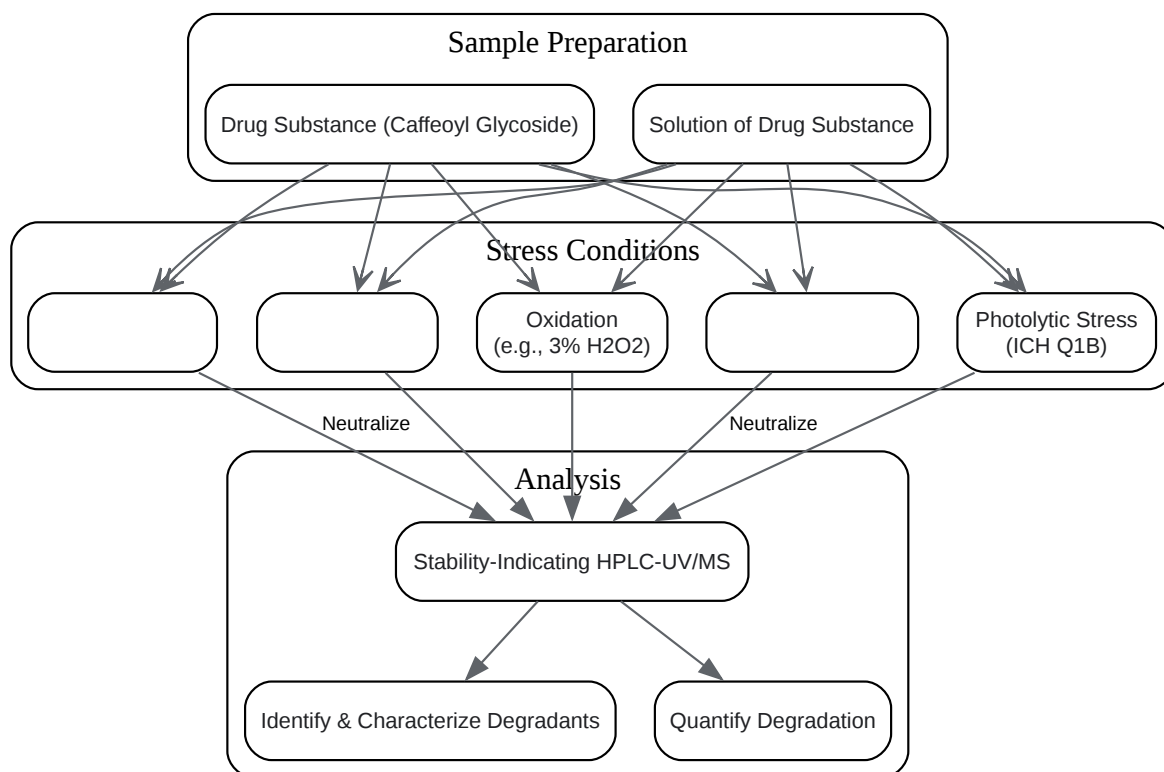 Sample Preparation
Drug Substance (Caffeoyl Glycoside)
Solution of Drug Substance
Stress Conditions
Oxidation
(e.g., 3% H2O2)
Photolytic Stress
(ICH Q1B)
Neutralize
Neutralize
Analysis
Stability-Indicating HPLC-UV/MS
Identify & Characterize Degradants
Quantify Degradation